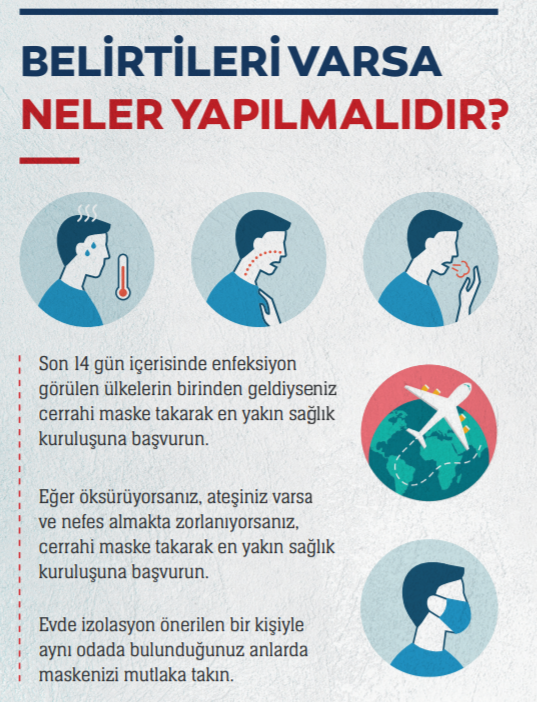 BELİRTİLERİ VARSA
NELER YAPILMALIDIR?
Son 14 gün içerisinde enfeksiyon
görülen ülkelerin birinden geldiyseniz
cerrahi maske takarak en yakın sağlık
kuruluşuna başvurun.
Eğer öksürüyorsanız, ateşiniz varsa
ve nefes almakta zorlanıyorsanız,
cerrahi maske takarak en yakın sağlık
kuruluşuna başvurun.
Evde izolasyon önerilen bir kişiyle
aynı odada bulunduğunuz anlarda
maskenizi mutlaka takın.